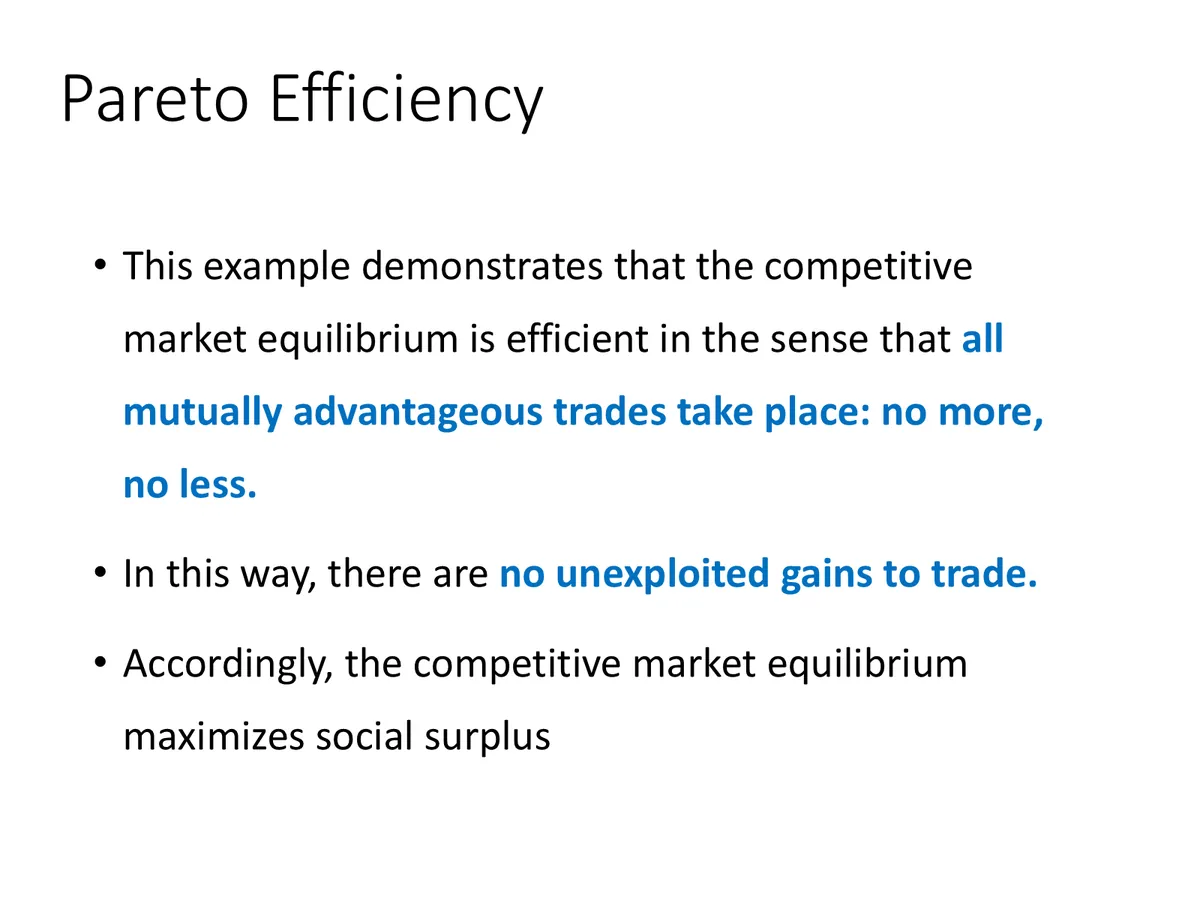 Pareto Efficiency
• This example demonstrates that the competitive
market equilibrium is efficient in the sense that all
mutually advantageous trades take place: no more,
no less.
• In this way, there are no unexploited gains to trade.
• Accordingly, the competitive market equilibrium
maximizes social surplus